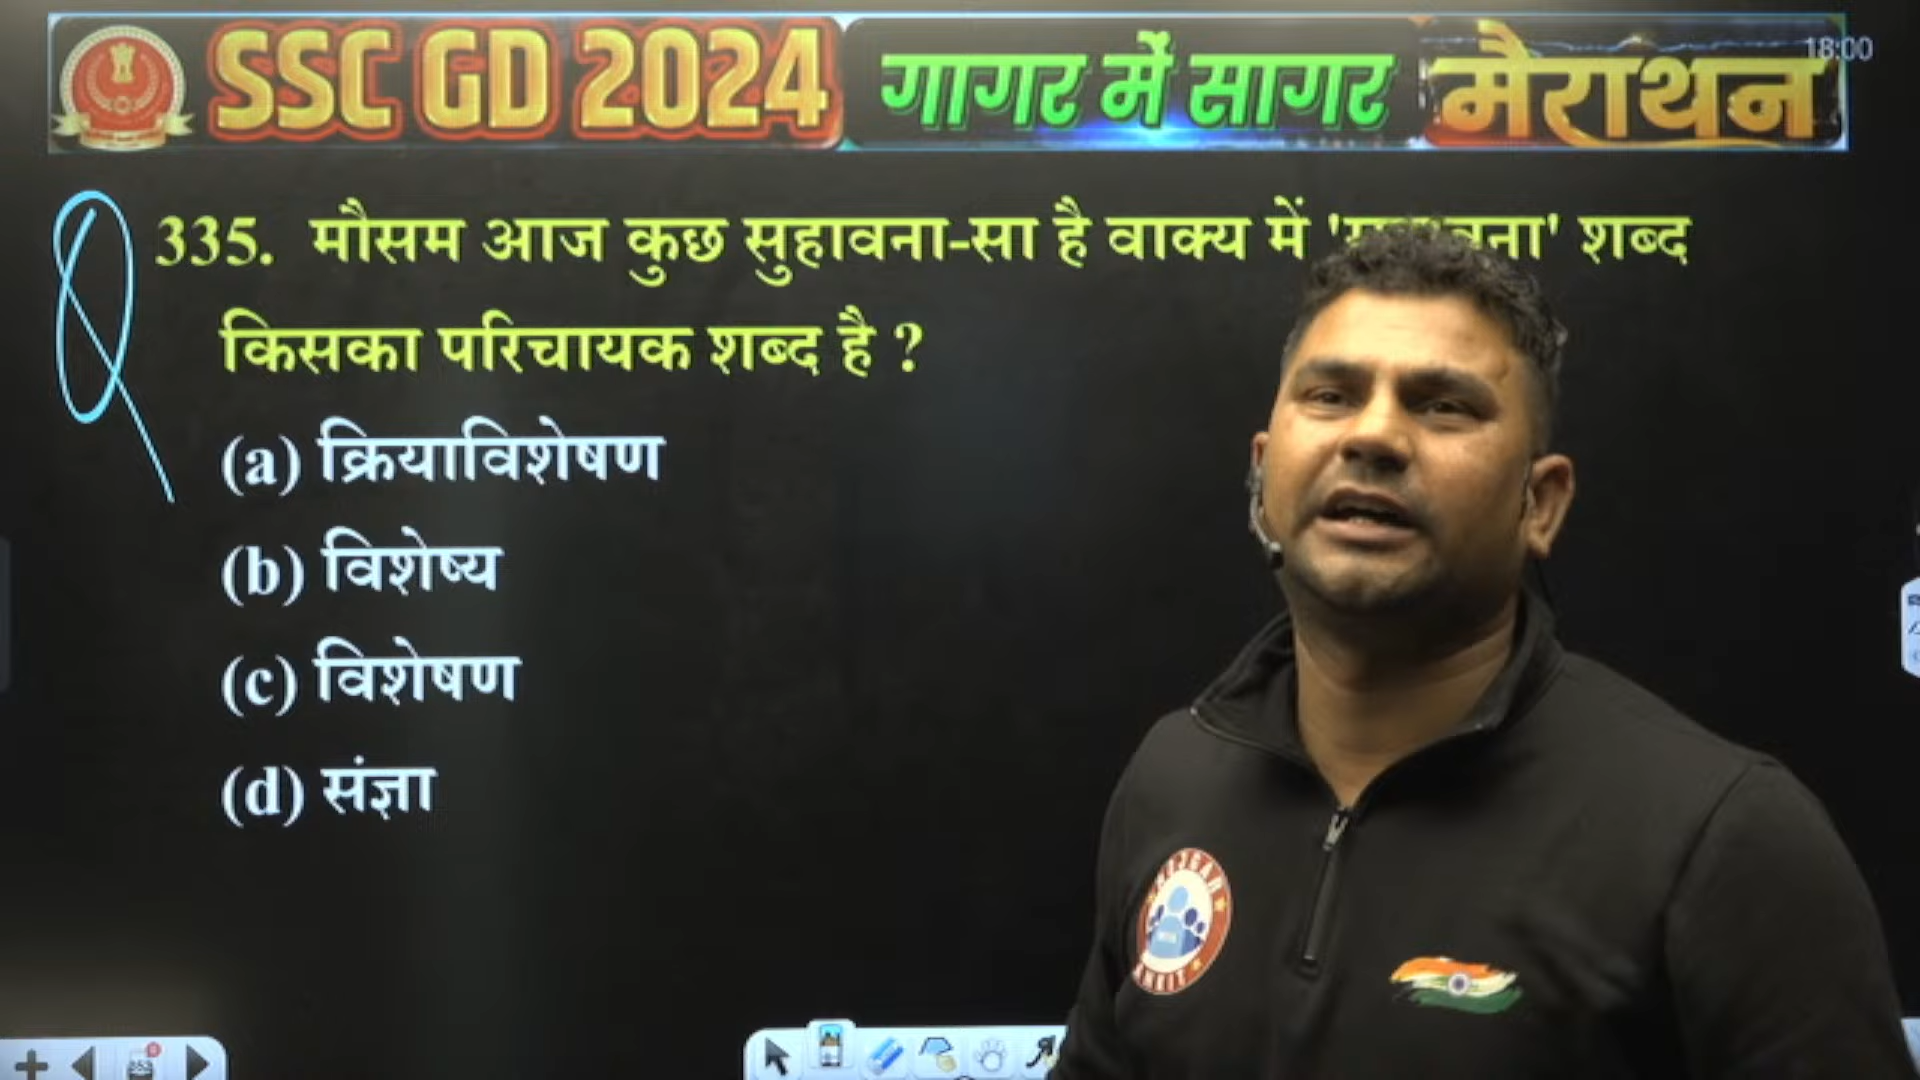 SSC GD 2024 गागर में सागर मैराथन
18:00
335. मौसम आज कुछ सुहावना-सा है वाक्य में शब्द
किसका परिचायक शब्द है ?
(a) क्रियाविशेषण
(b) विशेष्य
(c) विशेषण
(d) संज्ञा
ANKIT